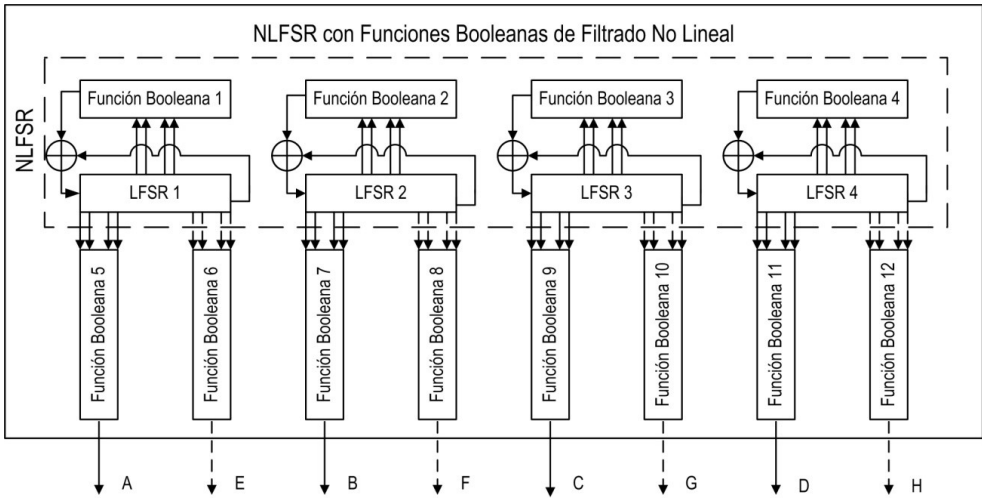 NLFSR con Funciones Booleanas de Filtrado No Lineal
NLFSR
Función Booleana 1
Función Booleana 2
Función Booleana 3
Función Booleana 4
LFSR 1
LFSR 2
LFSR 3
LFSR 4
Función Booleana 5
Función Booleana 6
Función Booleana 7
Función Booleana 8
Función Booleana 9
Función Booleana 10
Función Booleana 11
Función Booleana 12
A
E
B
F
C
G
D
H